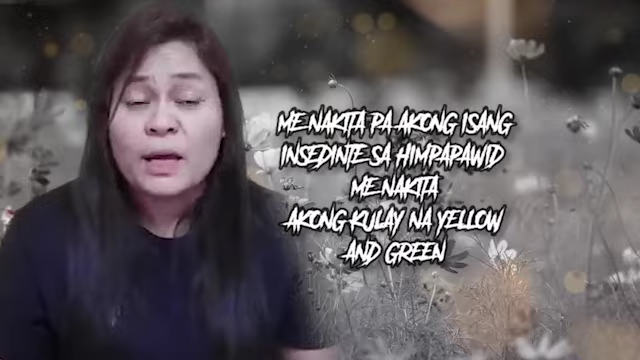 ME NAKITA PA AKONG ISANG
INSEDINTE SA HIMPAPAWID
ME NAKITA
AKONG KULAY NA YELLOW
AND GREEN